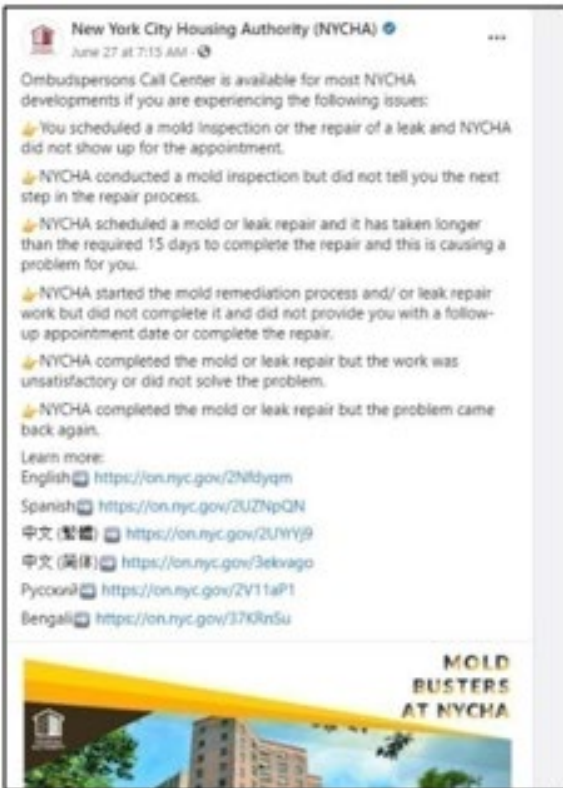 New York City Housing Authority (NYCHA)
June 27 at 7:15 AM ·
Ombudspersons Call Center is available for most NYCHA
developments if you are experiencing the following issues:
👉You scheduled a mold Inspection or the repair of a leak and NYCHA
did not show up for the appointment.
👉NYCHA conducted a mold inspection but did not tell you the next
step in the repair process.
👉NYCHA scheduled a mold or leak repair and it has taken longer
than the required 15 days to complete the repair and this is causing a
problem for you.
👉NYCHA started the mold remediation process and/ or leak repair
work but did not complete it and did not provide you with a follow-
up appointment date or complete the repair.
👉NYCHA completed the mold or leak repair but the work was
unsatisfactory or did not solve the problem.
👉NYCHA completed the mold or leak repair but the problem came
back again.
Learn more:
English➡️ https://on.nyc.gov/2Nfdyqm
Spanish➡️ https://on.nyc.gov/2UZNpQN
中文 (繁體) ➡️ https://on.nyc.gov/2UYrYj9
中文 (简体)➡️ https://on.nyc.gov/3ekvago
Русский➡️ https://on.nyc.gov/2V11aP1
Bengali➡️ https://on.nyc.gov/37KRnSu
MOLD
BUSTERS
AT NYCHA